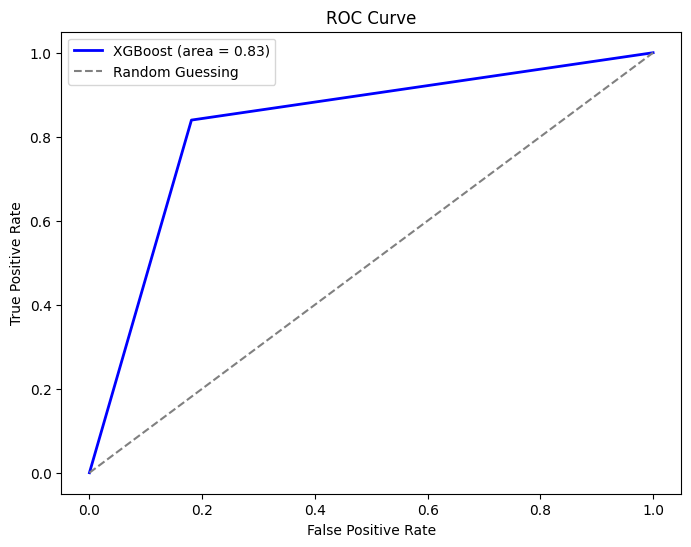 ROC Curve
XGBoost (area = 0.83)
Random Guessing
True Positive Rate
1.0
0.8
0.6
0.4
0.2
0.0
0.0
0.2
0.4
0.6
0.8
1.0
False Positive Rate